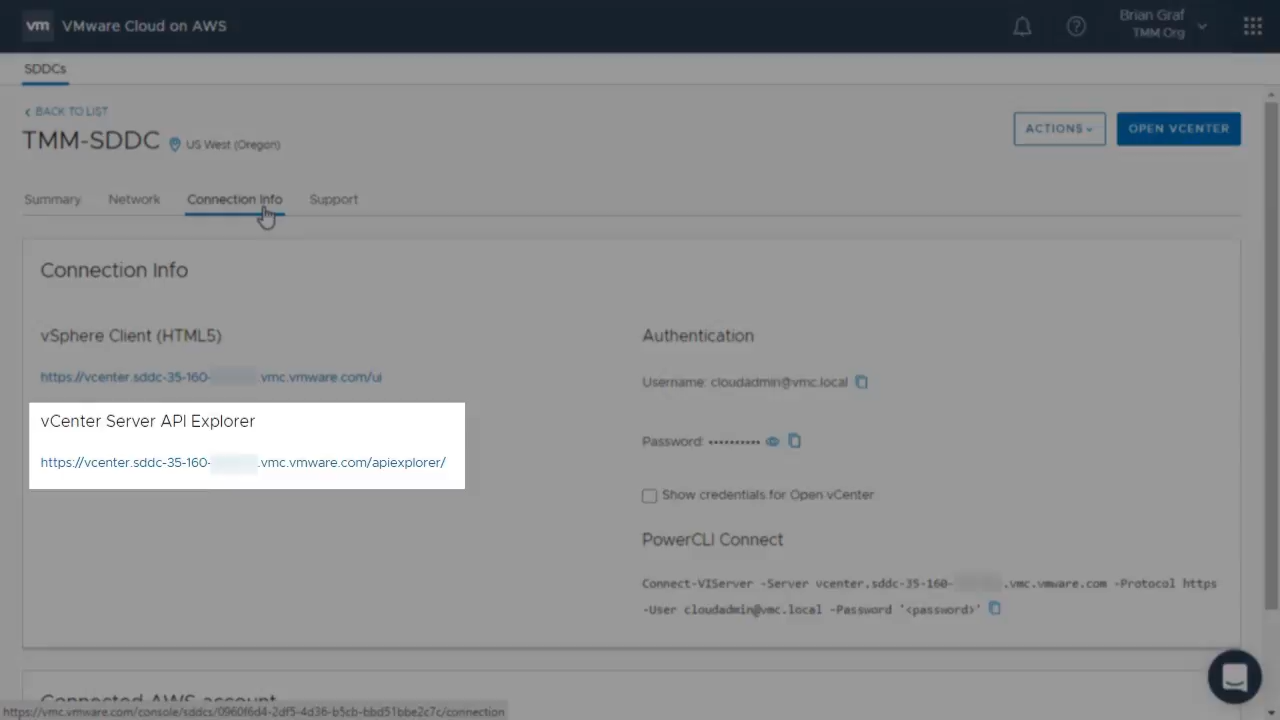 vm VMware Cloud on AWS
Brian Graf
TMM Org
SDDCs
BACK TO LIST
TMM-SDDC US West (Oregon)
ACTIONS
OPEN VCENTER
Summary Network Connection Info Support
Connection Info
vSphere Client (HTML5)
https://vcenter.sddc-35-160- .vmc.vmware.com/ui
vCenter Server API Explorer
https://vcenter.sddc-35-160- .vmc.vmware.com/apiexplorer/
Authentication
Username: cloudadmin@vmc.local
Password: ••••••••••
Show credentials for Open vCenter
PowerCLI Connect
Connect-VIServer -Server vcenter.sddc-35-160- .vmc.vmware.com -Protocol https
-User cloudadmin@vmc.local -Password '<password>'
Connected AWS account
https://vmc.vmware.com/console/sddcs/0960f6d4-2df5-4d36-b5cb-bbd51bbe2c7c/connection